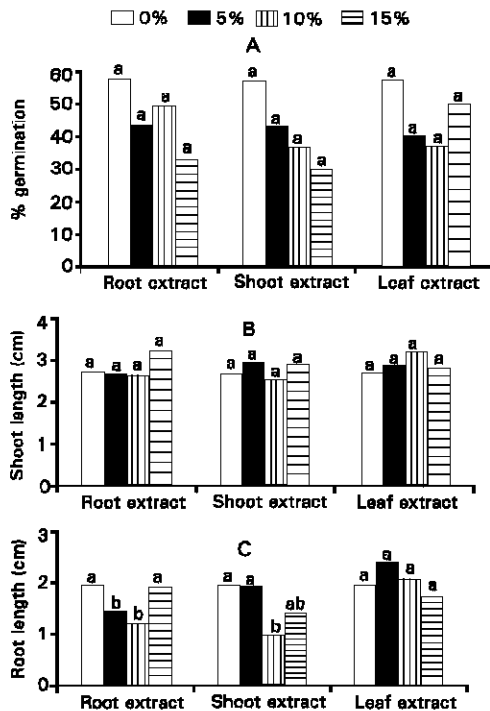 0% 5% 10% 15%
A
% germination
60
50
40
30
20
10
0
a a a a
a a a a
a a a a
Root extract Shoot extract Leaf extract
B
Shoot length (cm)
4
3
2
1
0
a a a a
a a a a
a a a a
Root extract Shoot extract Leaf extract
C
Root length (cm)
3
2
1
0
a b b a
a a b ab
a a a a
Root extract Shoot extract Leaf extract